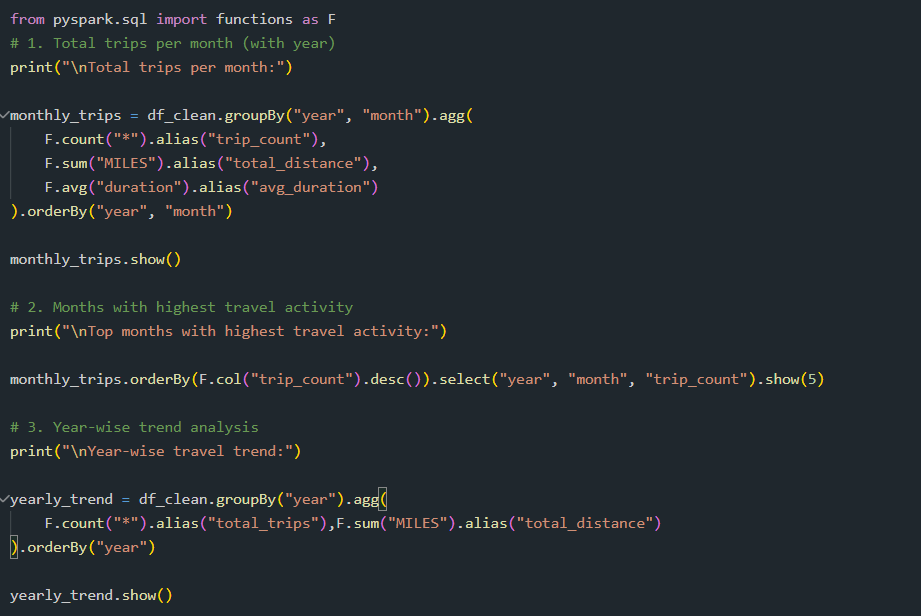 from pyspark.sql import functions as F
# 1. Total trips per month (with year)
print("\nTotal trips per month:")
monthly_trips = df_clean.groupBy("year", "month").agg(
    F.count("*").alias("trip_count"),
    F.sum("MILES").alias("total_distance"),
    F.avg("duration").alias("avg_duration")
).orderBy("year", "month")
monthly_trips.show()
# 2. Months with highest travel activity
print("\nTop months with highest travel activity:")
monthly_trips.orderBy(F.col("trip_count").desc()).select("year", "month", "trip_count").show(5)
# 3. Year-wise trend analysis
print("\nYear-wise travel trend:")
yearly_trend = df_clean.groupBy("year").agg(
    F.count("*").alias("total_trips"),F.sum("MILES").alias("total_distance")
).orderBy("year")
yearly_trend.show()